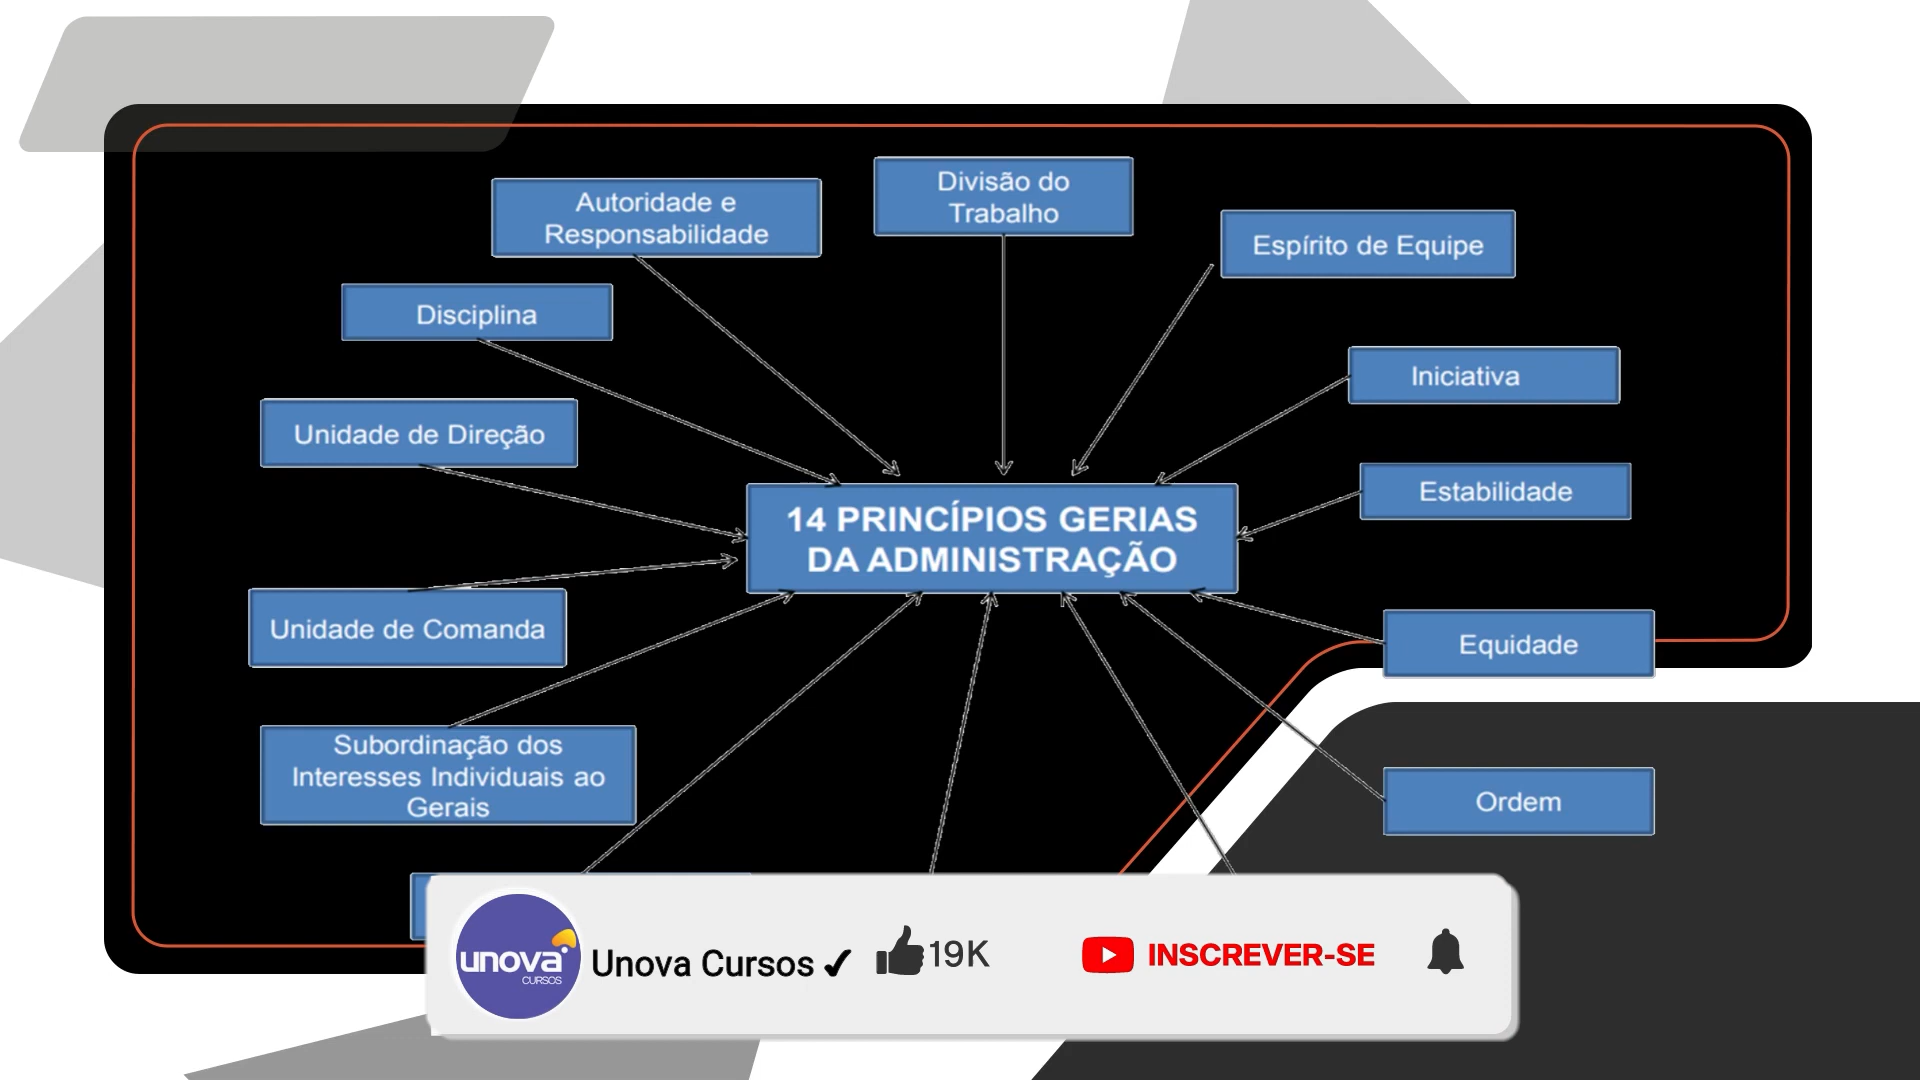 Divisão do
Trabalho
Autoridade e
Responsabilidade
Espírito de Equipe
Disciplina
Iniciativa
Unidade de Direção
Estabilidade
14 PRINCÍPIOS GERIAS
DA ADMINISTRAÇÃO
Unidade de Comanda
Equidade
Subordinação dos
Interesses Individuais ao
Gerais
Ordem
unova
CURSOS
Unova Cursos ✔
19K
INSCREVER-SE